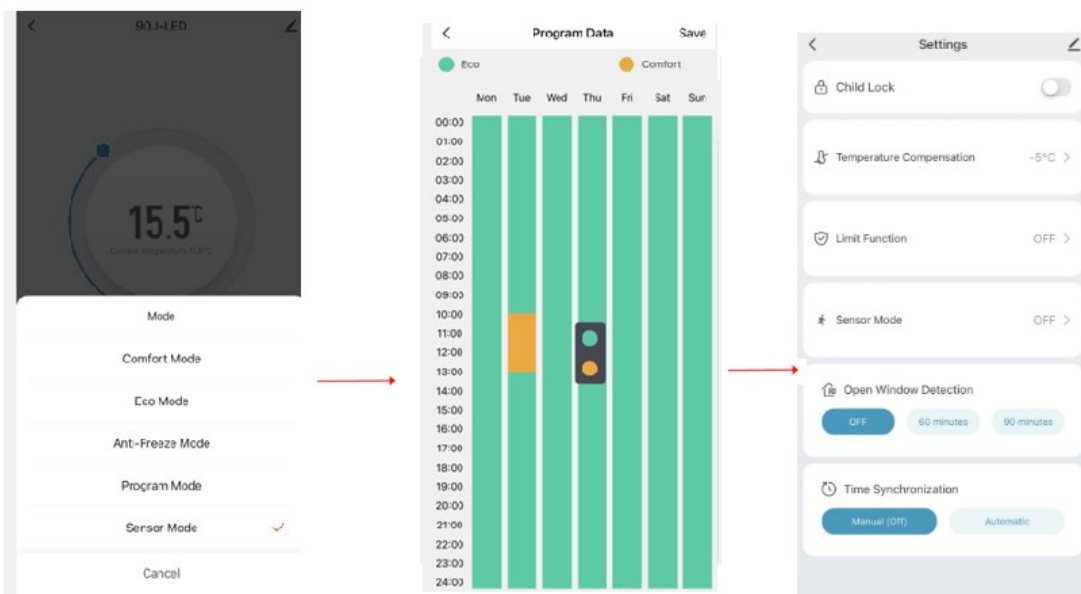 90J-LED
15.5°C
Current temperature
Mode
Comfort Mode
Eco Mode
Anti-Freeze Mode
Program Mode
Sensor Mode
Cancel
Program Data Save
Eco Comfort
Mon Tue Wed Thu Fri Sat Sun
00:00
01:00
02:00
03:00
04:00
05:00
06:00
07:00
08:00
09:00
10:00
11:00
12:00
13:00
14:00
15:00
16:00
17:00
18:00
19:00
20:00
21:00
22:00
23:00
24:00
Settings
Child Lock
Temperature Compensation -5°C
Limit Function OFF
Sensor Mode OFF
Open Window Detection
OFF 60 minutes 90 minutes
Time Synchronization
Manual (Off) Automatic